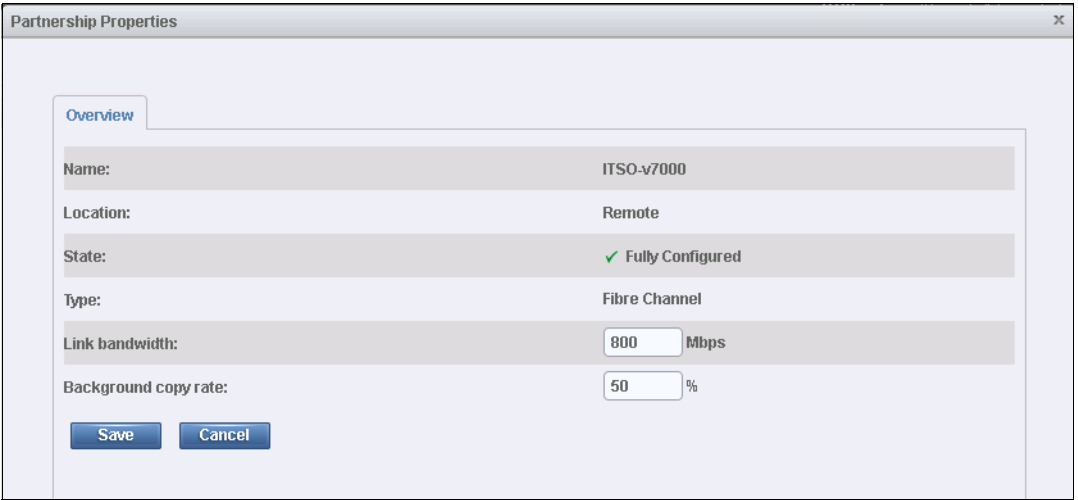 Partnership Properties x
Overview
Name: ITSO-v7000
Location: Remote
State: ✓ Fully Configured
Type: Fibre Channel
Link bandwidth: 800 Mbps
Background copy rate: 50 %
Save Cancel